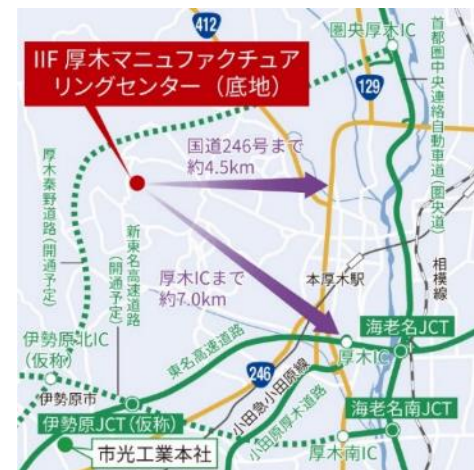 412
圏央厚木IC
IIF 厚木マニュファクチュア
リングセンター（底地）
129
首都圏中央連絡自動車道（圏央道）
国道246号まで
約4.5km
厚木秦野道路（開通予定）
新東名高速道路
（開通予定）
厚木ICまで
約7.0km
本厚木駅
相模線
伊勢原北IC
（仮称）
東名高速道路
海老名JCT
厚木IC
246
小田急小田原線
小田原厚木道路
伊勢原市
伊勢原JCT（仮称）
海老名南JCT
市光工業本社
厚木南IC